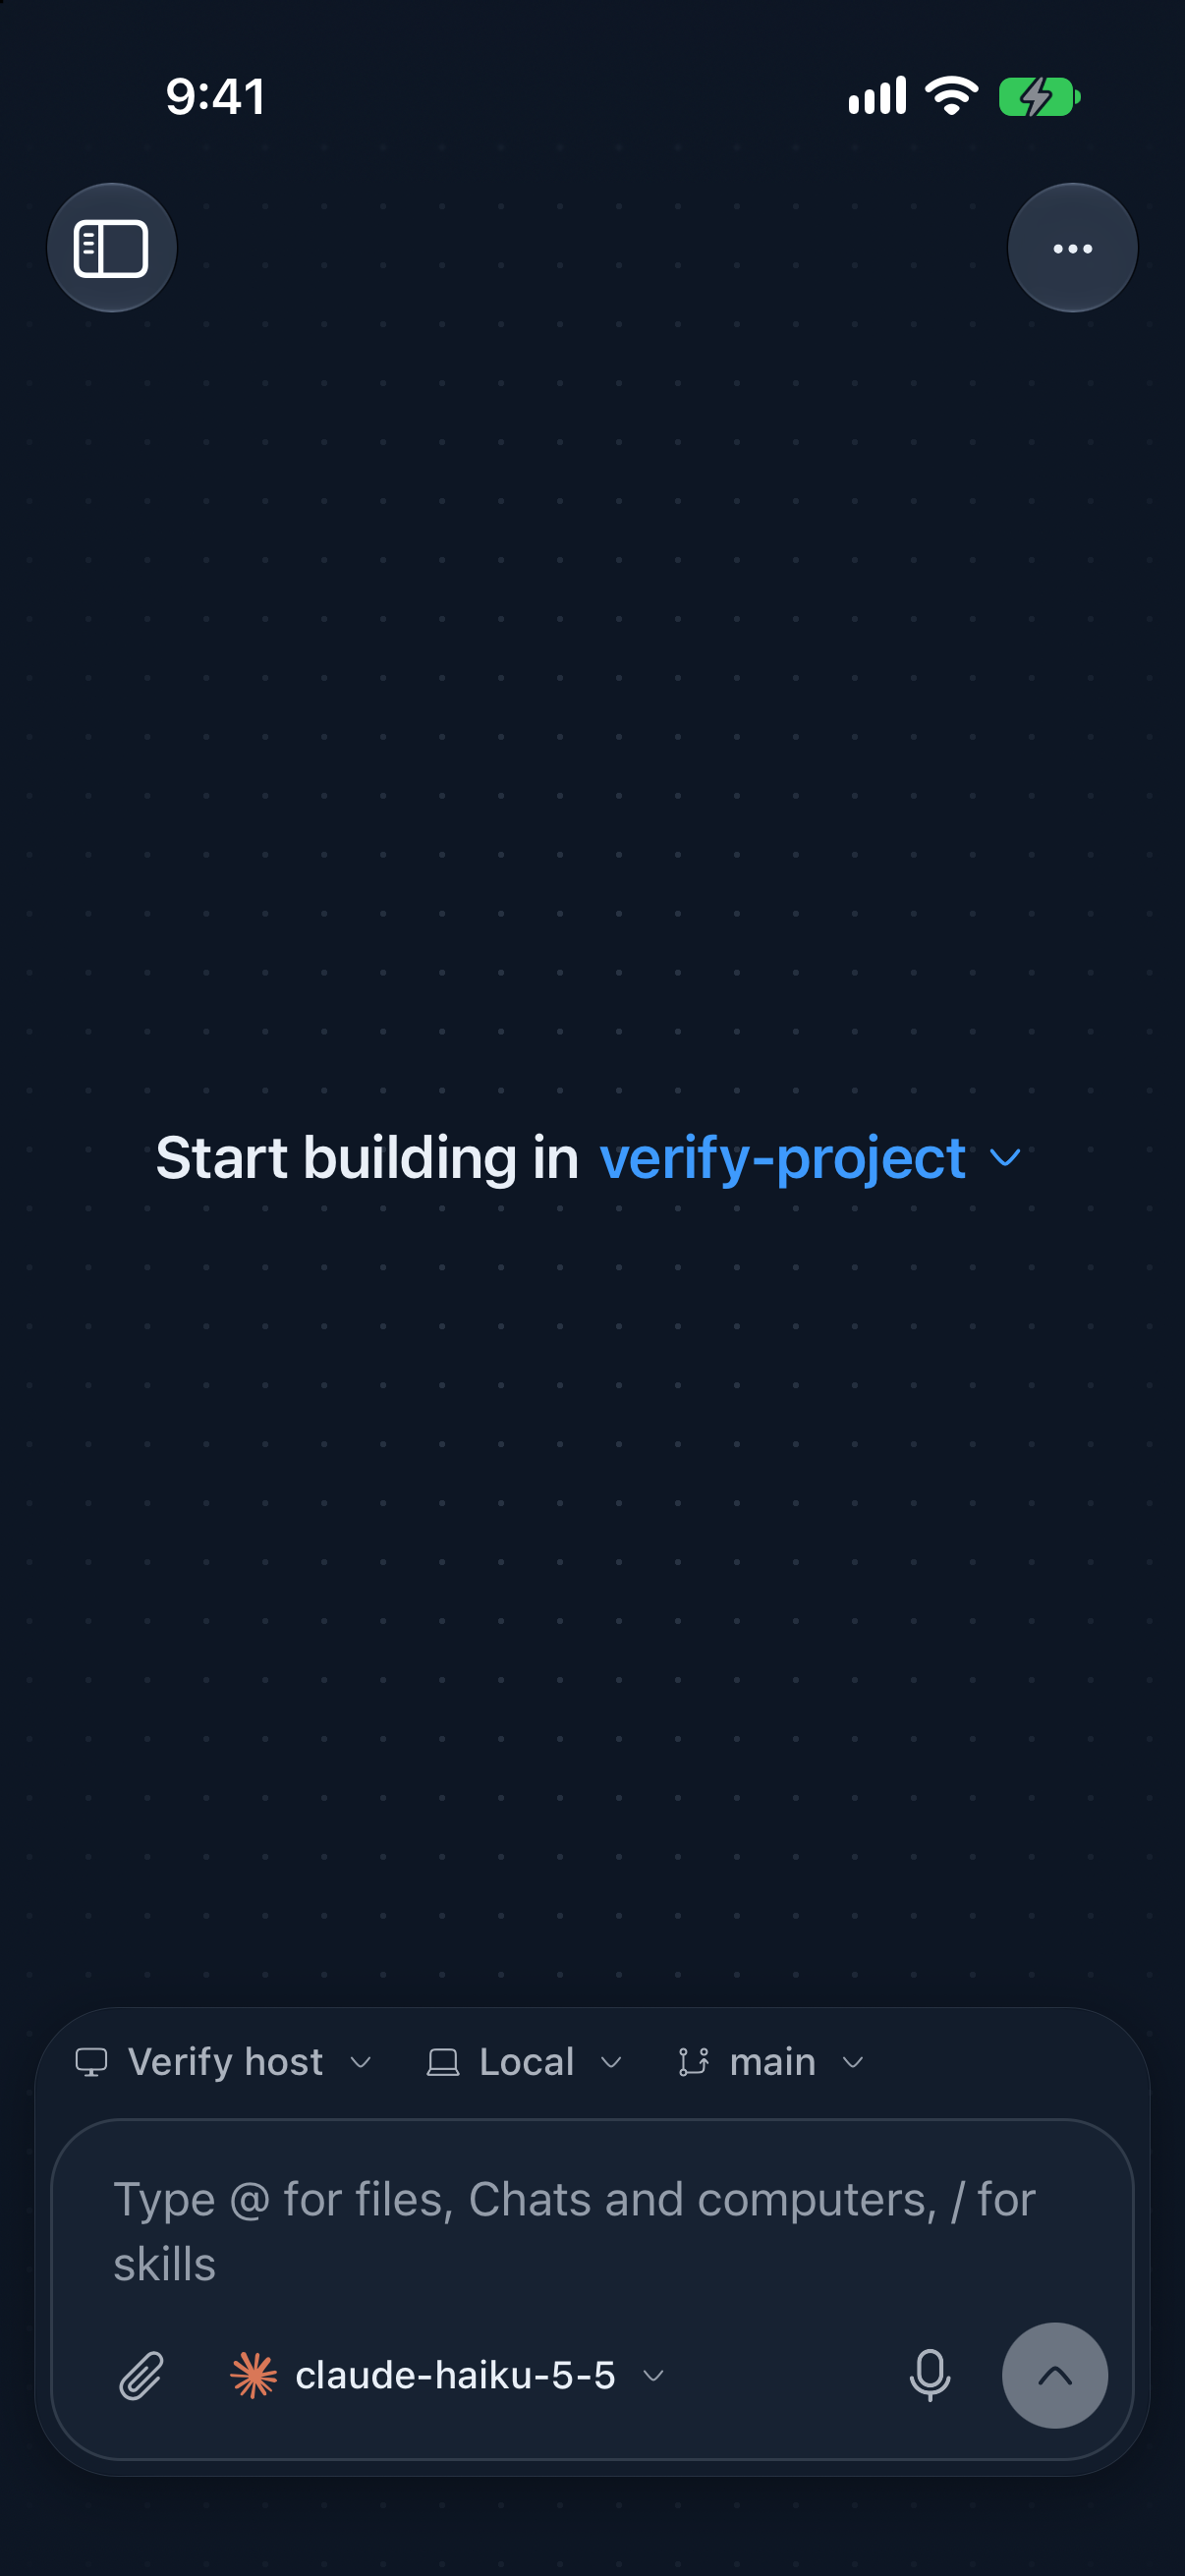 9:41
Start building in verify-project
Verify host Local main
Type @ for files, Chats and computers, / for
skills
claude-haiku-5-5